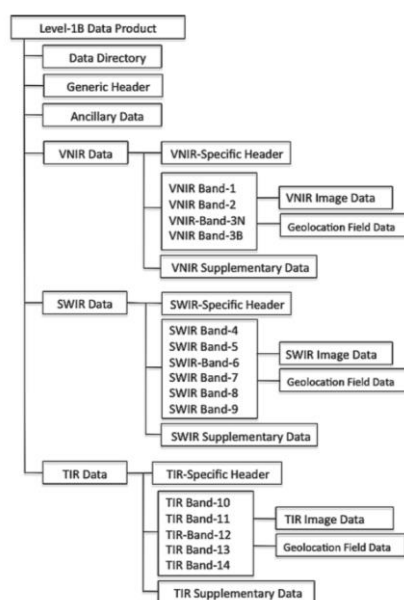 Level-1B Data Product
Data Directory
Generic Header
Ancillary Data
VNIR Data
VNIR-Specific Header
VNIR Band-1
VNIR Band-2
VNIR-Band-3N
VNIR Band-3B
VNIR Image Data
Geolocation Field Data
VNIR Supplementary Data
SWIR Data
SWIR-Specific Header
SWIR Band-4
SWIR Band-5
SWIR-Band-6
SWIR Band-7
SWIR Band-8
SWIR Band-9
SWIR Image Data
Geolocation Field Data
SWIR Supplementary Data
TIR Data
TIR-Specific Header
TIR Band-10
TIR Band-11
TIR-Band-12
TIR Band-13
TIR Band-14
TIR Image Data
Geolocation Field Data
TIR Supplementary Data